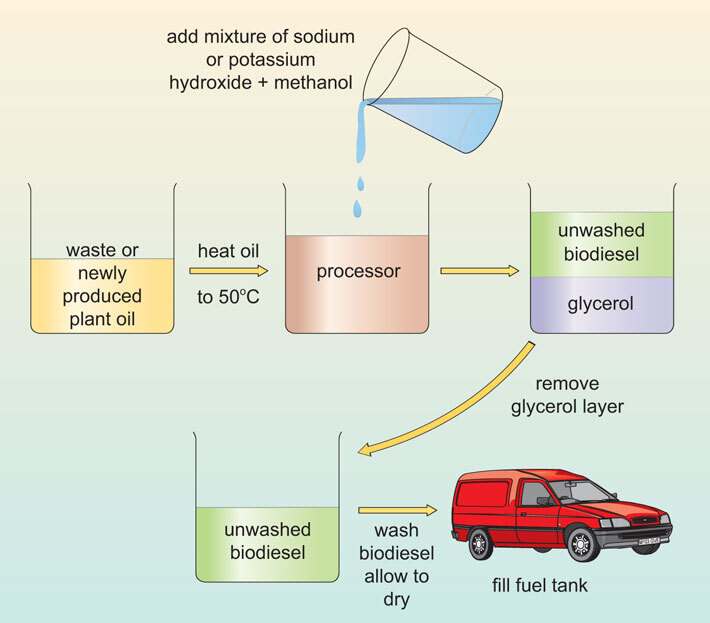 add mixture of sodium
or potassium
hydroxide + methanol
waste or
newly
produced
plant oil
heat oil
to 50°C
processor
unwashed
biodiesel
glycerol
remove
glycerol layer
unwashed
biodiesel
wash
biodiesel
allow to
dry
fill fuel tank